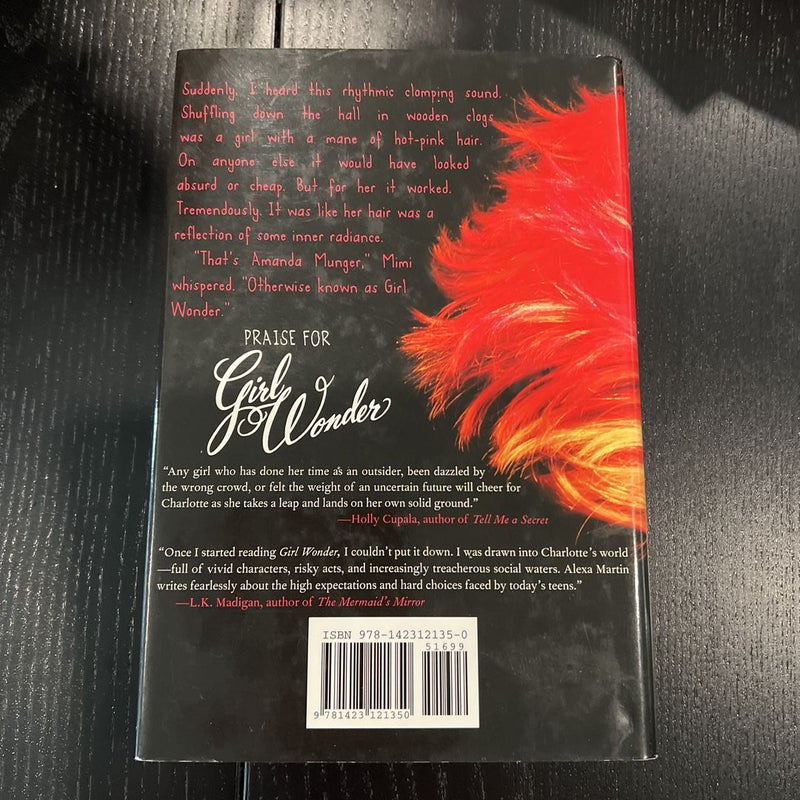 Suddenly, I heard this rhythmic clomping sound.
Shuffling down the hall in wooden clogs
was a girl with a mane of hot-pink hair.
On anyone else it would have looked
absurd or cheap. But for her it worked.
Tremendously. It was like her hair was a
reflection of some inner radiance.
"That's Amanda Munger," Mimi
whispered. "Otherwise known as Girl
Wonder."
PRAISE FOR
Girl
Wonder
“Any girl who has done her time as an outsider, been dazzled by
the wrong crowd, or felt the weight of an uncertain future will cheer for
Charlotte as she takes a leap and lands on her own solid ground.”
—Holly Cupala, author of Tell Me a Secret
“Once I started reading Girl Wonder, I couldn’t put it down. I was drawn into Charlotte’s world
—full of vivid characters, risky acts, and increasingly treacherous social waters. Alexa Martin
writes fearlessly about the high expectations and hard choices faced by today’s teens.”
—L.K. Madigan, author of The Mermaid’s Mirror
ISBN 978-142312135-0
51699
9 781423 121350